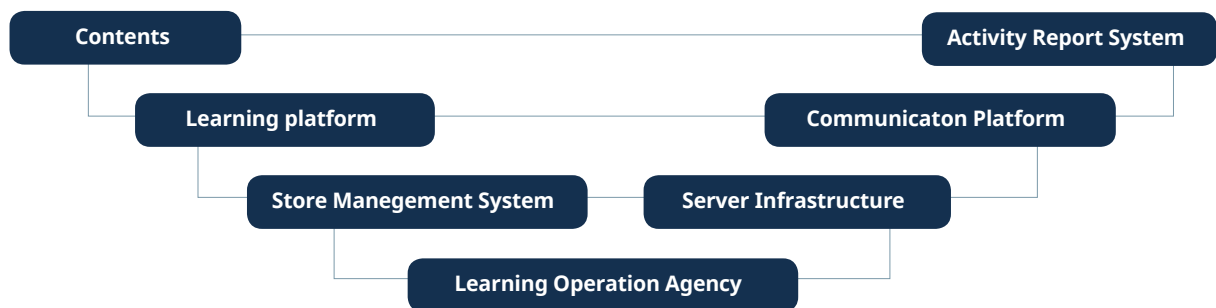 Contents
Activity Report System
Learning platform
Communicaton Platform
Store Manegement System
Server Infrastructure
Learning Operation Agency